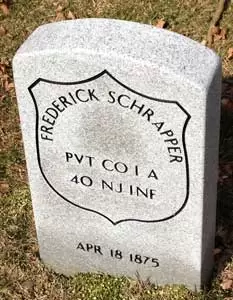 FREDERICK SCHRAPPER
PVT CO I A
40 NJ INF
APR 18 1875